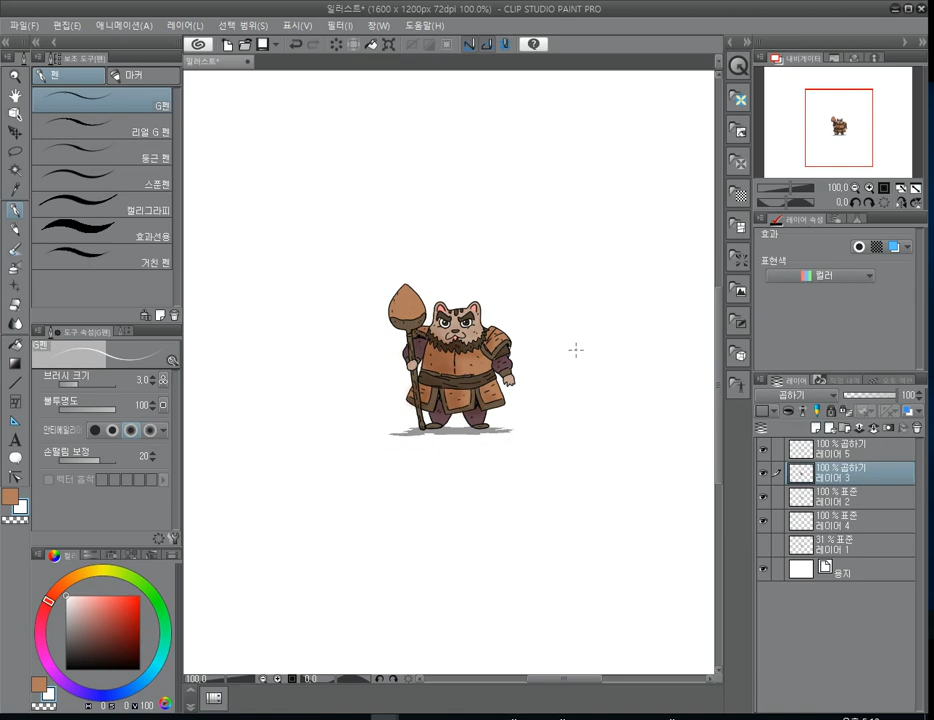 일러스트* (1600 x 1200px 72dpi 100.0%) - CLIP STUDIO PAINT PRO
파일(F) 편집(E) 애니메이션(A) 레이어(L) 선택 범위(S) 표시(V) 필터(I) 창(W) 도움말(H)
보조 도구(펜)
일러스트*
내비게이터
펜 마커
G펜
리얼 G 펜
둥근 펜
스푼펜
캘리그라피
효과선용
거친 펜
100.0
0.0
레이어 속성
효과
표현색
컬러
도구 속성(G펜)
G펜
브러시 크기 3.0
불투명도 100
안티에일리어
손떨림 보정 20
벡터 흡착
레이어
곱하기 100
100 % 곱하기
레이어 5
100 % 곱하기
레이어 3
100 % 표준
레이어 2
100 % 표준
레이어 4
31 % 표준
레이어 1
용지
컬러
100.0 0.0
H 0 S 0 V 100